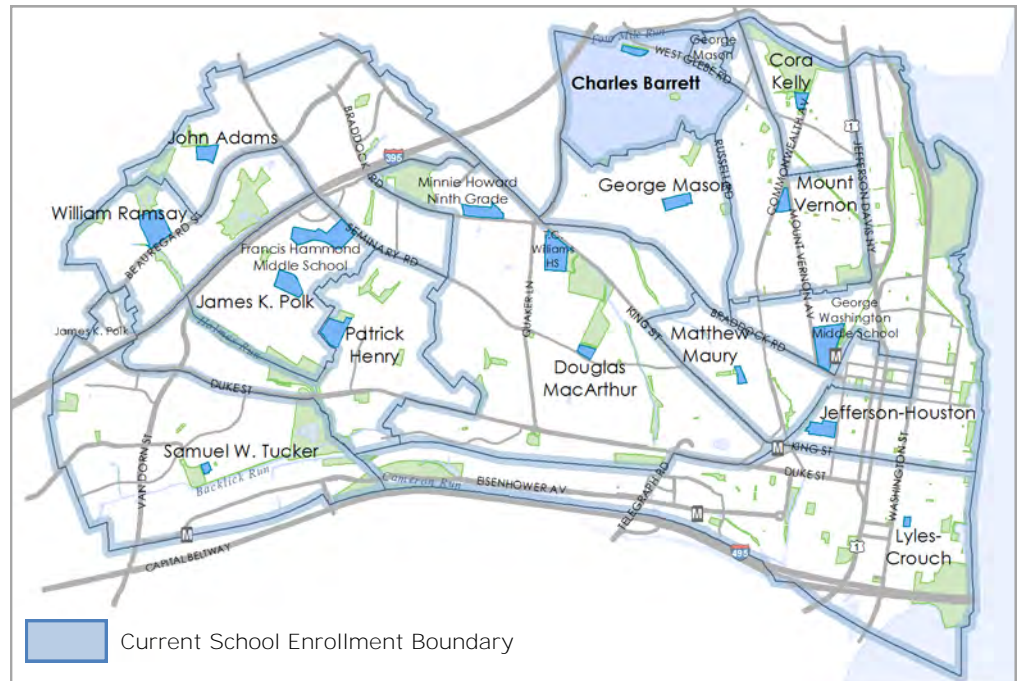 Four Mile Run
George
Mason
WEST GLEBE RD
Cora
Kelly
Charles Barrett
COMMONWEALTH AV
1
JEFFERSON DAVIS HY
John Adams
BRADDOCK RD
395
Minnie Howard
Ninth Grade
George Mason
RUSSELL RD
Mount
Vernon
MOUNT VERNON AV
William Ramsay
BEAUREGARD ST
Francis Hammond
Middle School
SEMINARY RD
T.C.
Williams
HS
James K. Polk
James K. Polk
Holmes Run
Patrick
Henry
QUAKER LN
KING ST
BRADDOCK RD
George
Washington
Middle School
M
Matthew
Maury
Douglas
MacArthur
DUKE ST
Jefferson-Houston
Samuel W. Tucker
VAN DORN ST
Backlick Run
Cameron Run
EISENHOWER AV
TELEGRAPH RD
M
KING ST
DUKE ST
WASHINGTON ST
M
M
CAPITAL BELTWAY
495
1
Lyles-
Crouch
Current School Enrollment Boundary